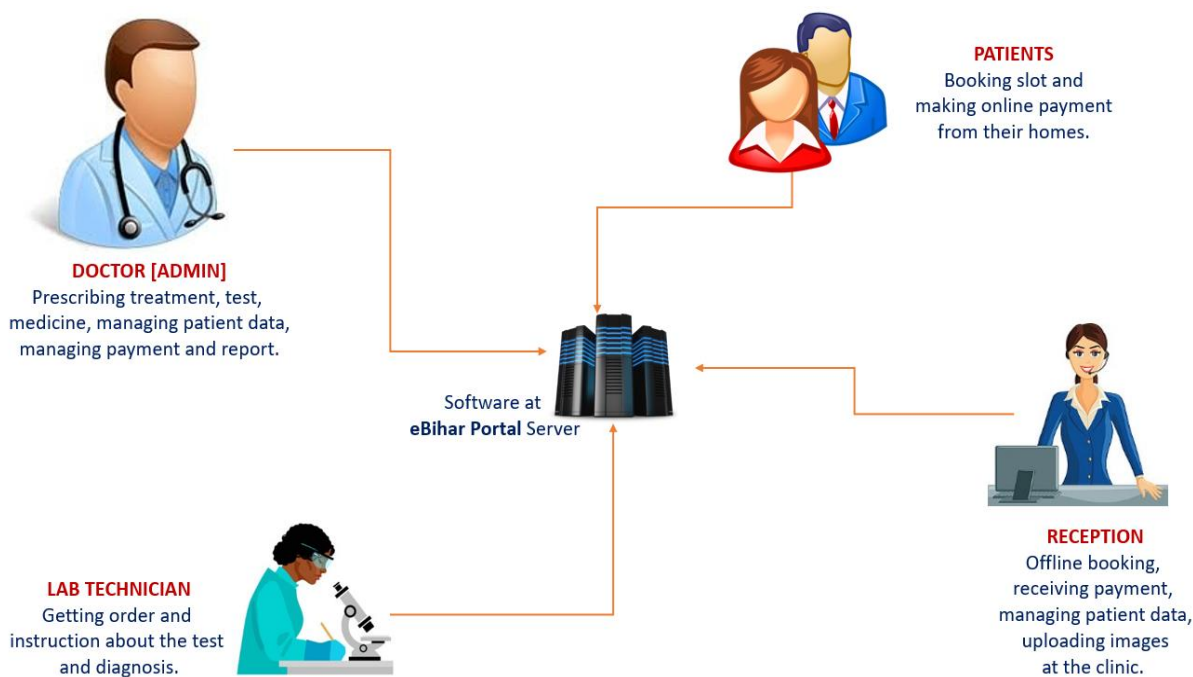 PATIENTS
Booking slot and
making online payment
from their homes.
DOCTOR [ADMIN]
Prescribing treatment, test,
medicine, managing patient data,
managing payment and report.
Software at
eBihar Portal Server
RECEPTION
Offline booking,
receiving payment,
managing patient data,
uploading images
at the clinic.
LAB TECHNICIAN
Getting order and
instruction about the test
and diagnosis.